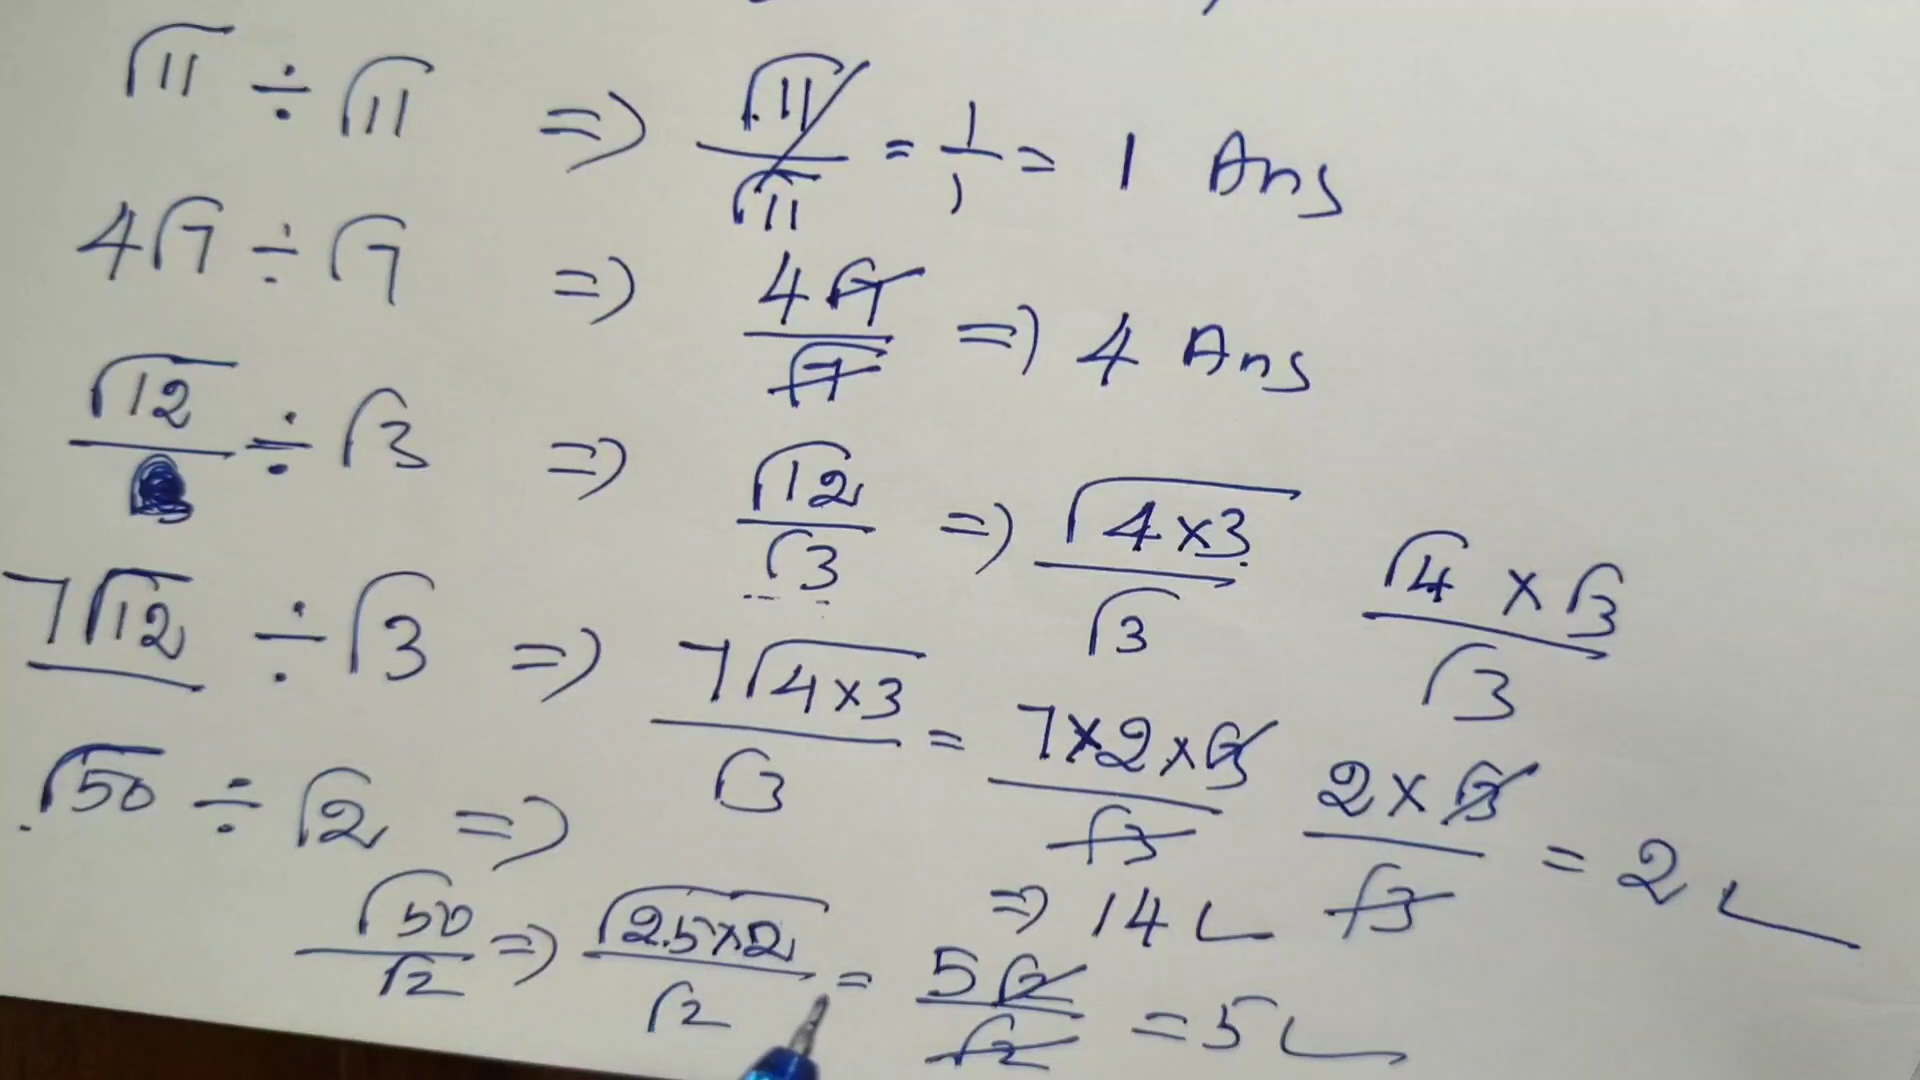 √11 ÷ √11 => √11/√11 = 1/1 = 1 Ans
4√7 ÷ √7 => 4√7/√7 => 4 Ans
√12 ÷ √3 => √12/√3 => √4×3/√3 √4 × √3/√3
2 × √3/√3 = 2
7√12 ÷ √3 => 7√4×3/√3 = 7×2×√3/√3
=> 14
√50 ÷ √2 =>
√50/√2 => √25×2/√2 = 5√2/√2 = 5